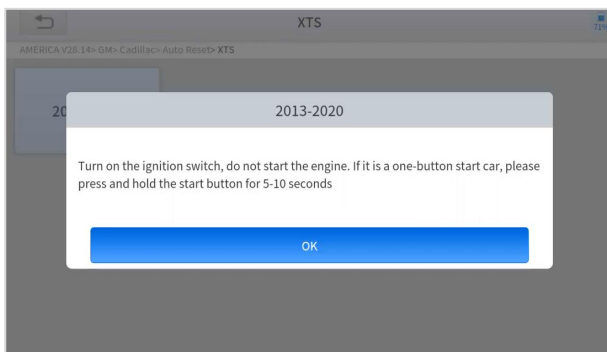 XTS
71%
AMERICA V28.14> GM> Cadillac> Auto Reset> XTS
20
2013-2020
Turn on the ignition switch, do not start the engine. If it is a one-button start car, please
press and hold the start button for 5-10 seconds
OK